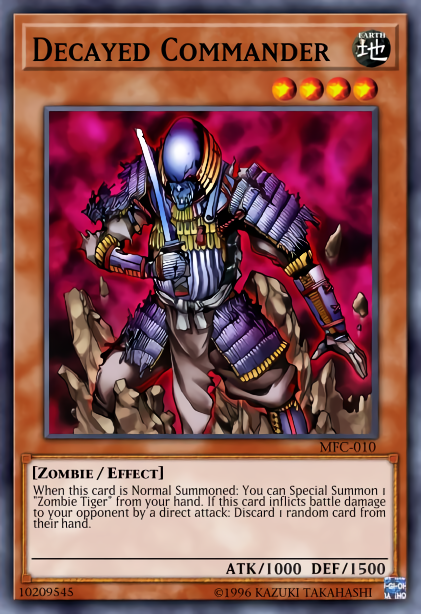 DECAYED COMMANDER
EARTH
地
MFC-010
[ZOMBIE / EFFECT]
When this card is Normal Summoned: You can Special Summon 1
"Zombie Tiger" from your hand. If this card inflicts battle damage
to your opponent by a direct attack: Discard 1 random card from
their hand.
ATK/1000 DEF/1500
10209545
©1996 KAZUKI TAKAHASHI